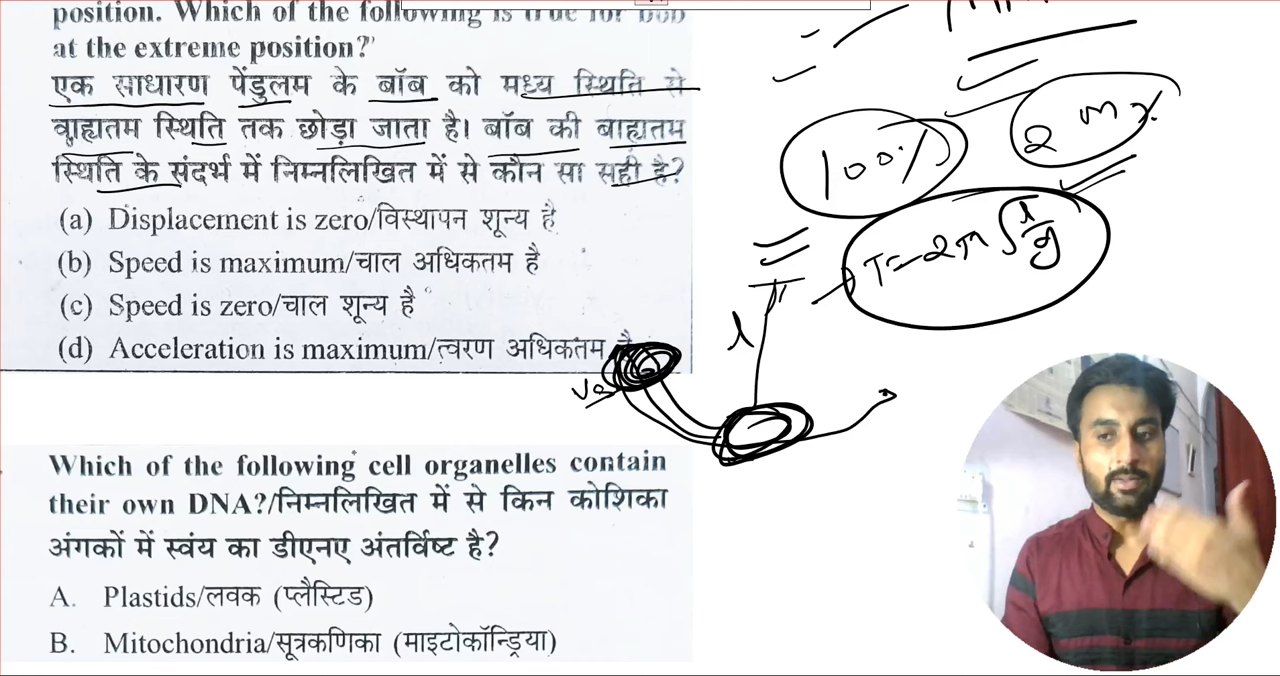 position. Which of the following is true for bob
at the extreme position?’
एक साधारण पेंडुलम के बॉब को मध्य स्थिति से
वाह्यतम स्थिति तक छोड़ा जाता है। बॉब की बाह्यतम
स्थिति के संदर्भ में निम्नलिखित में से कौन सा सही है?
(a) Displacement is zero/विस्थापन शून्य है
(b) Speed is maximum/चाल अधिकतम है
(c) Speed is zero/चाल शून्य है
(d) Acceleration is maximum/त्वरण अधिकतम है
100%
T=2π√l/g
l
Which of the following cell organelles contain
their own DNA?/निम्नलिखित में से किन कोशिका
अंगकों में स्वंय का डीएनए अंतर्विष्ट है?
A. Plastids/लवक (प्लैस्टिड)
B. Mitochondria/सूत्रकणिका (माइटोकॉन्ड्रिया)